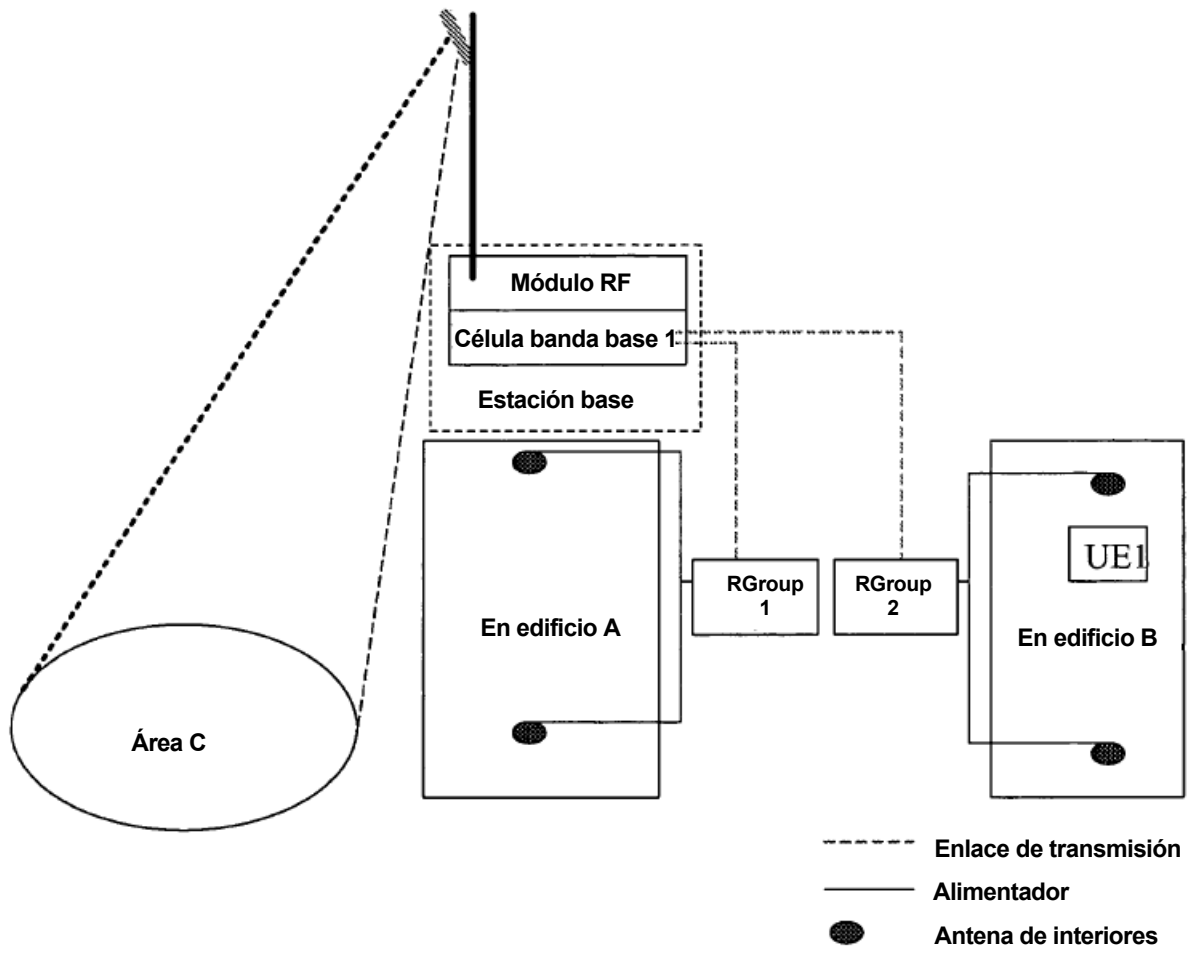 Módulo RF
Célula banda base 1
Estación base
RGroup
1
RGroup
2
UE1
En edificio A
En edificio B
Área C
Enlace de transmisión
Alimentador
Antena de interiores